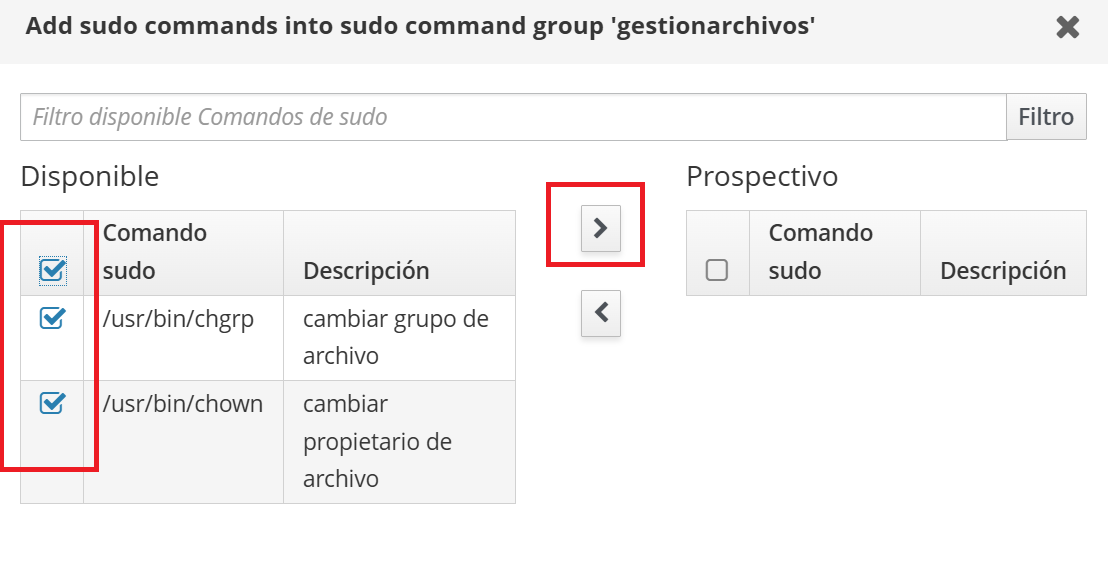 Add sudo commands into sudo command group 'gestionarchivos'
Filtro disponible Comandos de sudo
Filtro
Disponible
Comando
sudo
Descripción
/usr/bin/chgrp
cambiar grupo de
archivo
/usr/bin/chown
cambiar
propietario de
archivo
Prospectivo
Comando
sudo
Descripción